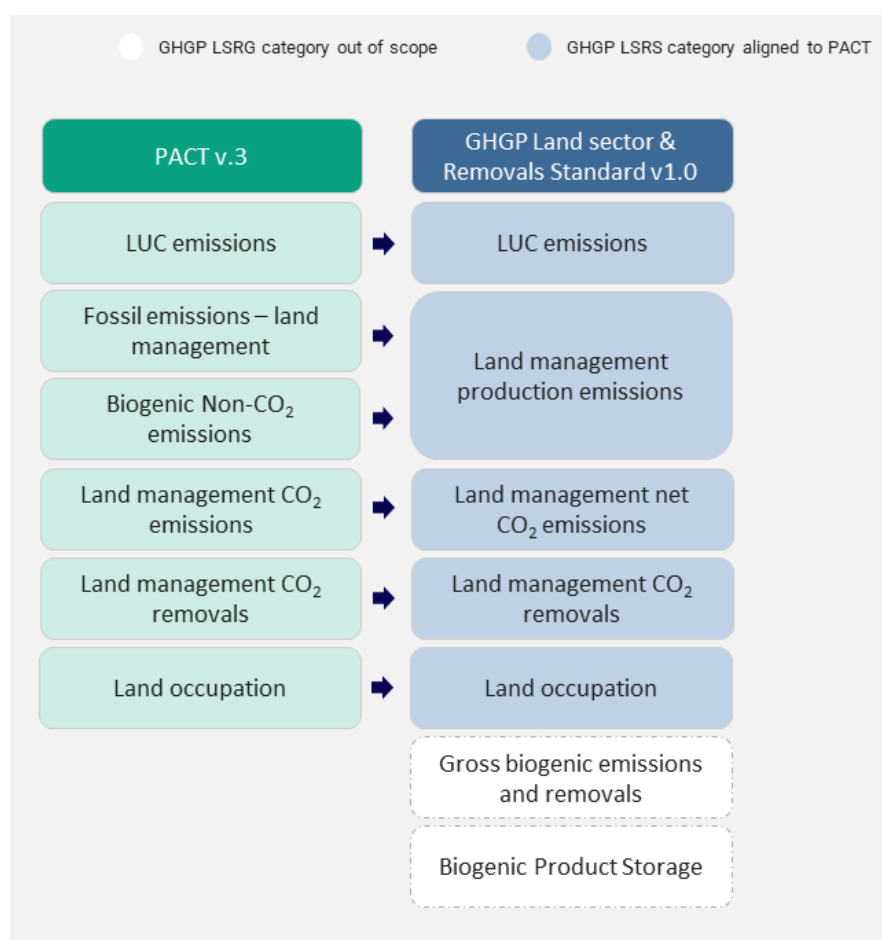 GHGP LSRG category out of scope
GHGP LSRS category aligned to PACT
PACT v.3
GHGP Land sector &
Removals Standard v1.0
LUC emissions
LUC emissions
Fossil emissions – land
management
Land management
production emissions
Biogenic Non-CO₂
emissions
Land management CO₂
emissions
Land management net
CO₂ emissions
Land management CO₂
removals
Land management CO₂
removals
Land occupation
Land occupation
Gross biogenic emissions
and removals
Biogenic Product Storage